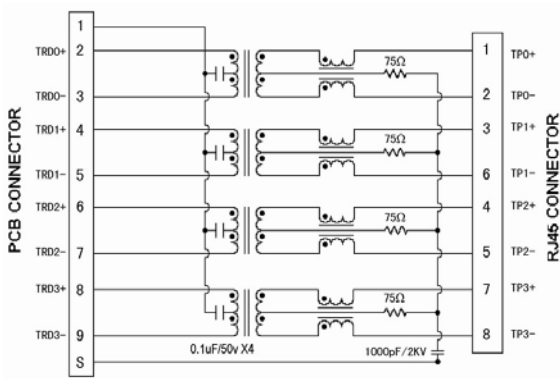 PCB CONNECTOR
1
TRD0+ 2
TRD0- 3
TRD1+ 4
TRD1- 5
TRD2+ 6
TRD2- 7
TRD3+ 8
TRD3- 9
S
0.1uF/50v X4
75Ω
75Ω
75Ω
75Ω
1000pF/2KV
1 TP0+
2 TP0-
3 TP1+
6 TP1-
4 TP2+
5 TP2-
7 TP3+
8 TP3-
RJ45 CONNECTOR